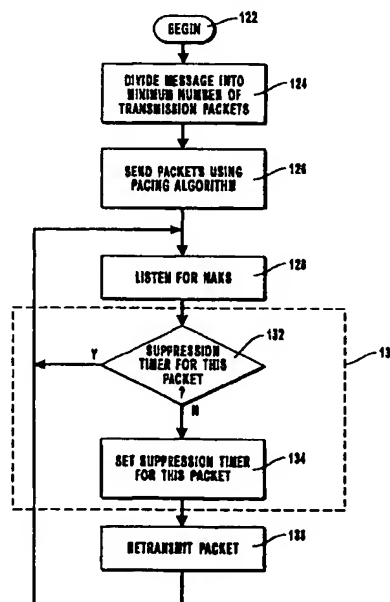 BEGIN
122
DIVIDE MESSAGE INTO
MINIMUM NUMBER OF
TRANSMISSION PACKETS
124
SEND PACKETS USING
PACING ALGORITHM
126
LISTEN FOR NAKS
128
Y
SUPPRESSION
TIMER FOR THIS
PACKET
?
132
N
SET SUPPRESSION TIMER
FOR THIS PACKET
134
RETRANSMIT PACKET